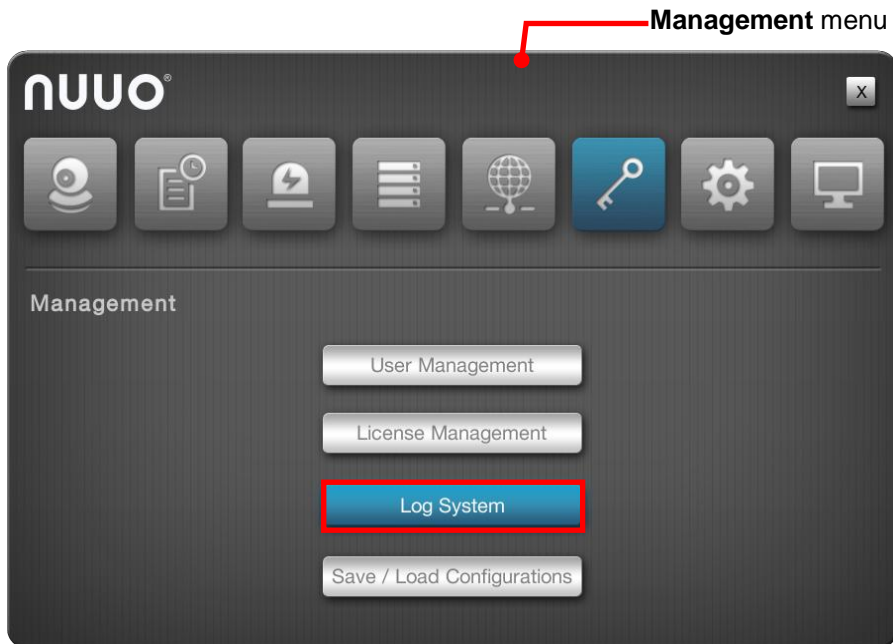 Management menu
nuuo®
X
Management
User Management
License Management
Log System
Save / Load Configurations